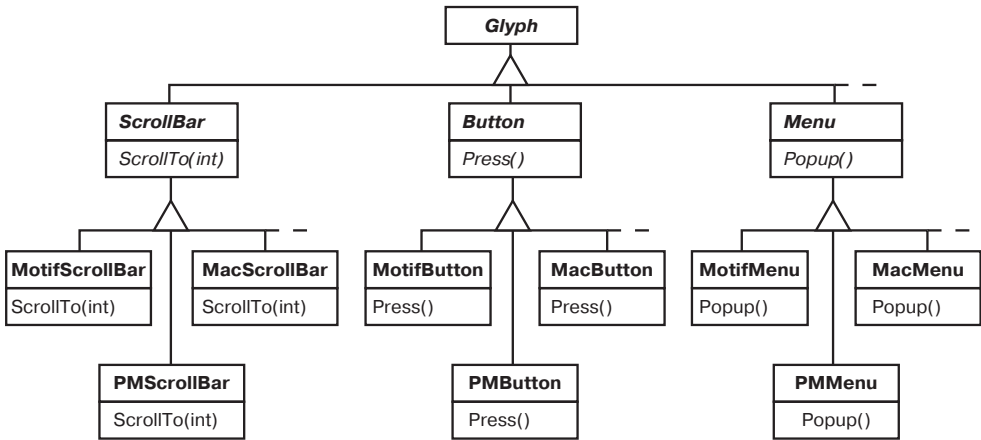 Glyph
ScrollBar
ScrollTo(int)
Button
Press()
Menu
Popup()
MotifScrollBar
ScrollTo(int)
MacScrollBar
ScrollTo(int)
MotifButton
Press()
MacButton
Press()
MotifMenu
Popup()
MacMenu
Popup()
PMScrollBar
ScrollTo(int)
PMButton
Press()
PMMenu
Popup()